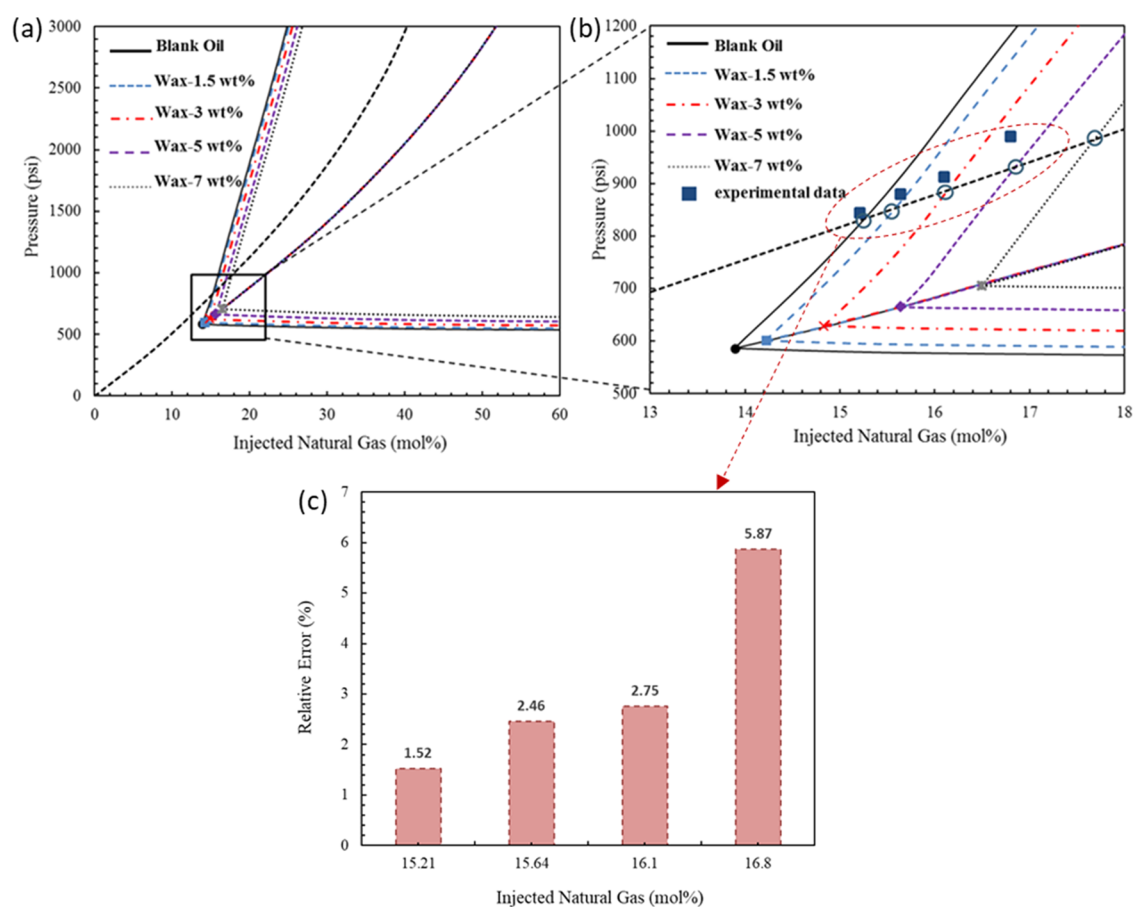 (a)
3000
2500
2000
1500
1000
500
0
Pressure (psi)
Blank Oil
Wax-1.5 wt%
Wax-3 wt%
Wax-5 wt%
Wax-7 wt%
0 10 20 30 40 50 60
Injected Natural Gas (mol%)
(b)
1200
1100
1000
900
800
700
600
500
Pressure (psi)
Blank Oil
Wax-1.5 wt%
Wax-3 wt%
Wax-5 wt%
Wax-7 wt%
experimental data
13 14 15 16 17 18
Injected Natural Gas (mol%)
(c)
7
6
5
4
3
2
1
0
Relative Error (%)
1.52
2.46
2.75
5.87
15.21 15.64 16.1 16.8
Injected Natural Gas (mol%)